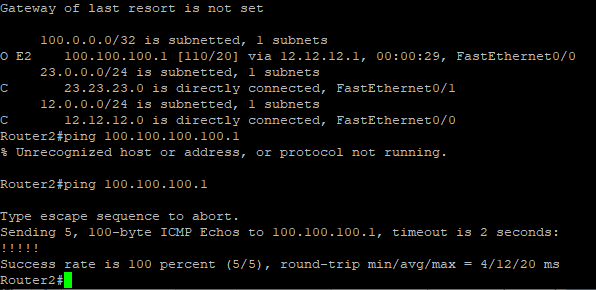 Gateway of last resort is not set
100.0.0.0/32 is subnetted, 1 subnets
O E2 100.100.100.1 [110/20] via 12.12.12.1, 00:00:29, FastEthernet0/0
23.0.0.0/24 is subnetted, 1 subnets
C 23.23.23.0 is directly connected, FastEthernet0/1
12.0.0.0/24 is subnetted, 1 subnets
C 12.12.12.0 is directly connected, FastEthernet0/0
Router2#ping 100.100.100.100.1
% Unrecognized host or address, or protocol not running.
Router2#ping 100.100.100.1
Type escape sequence to abort.
Sending 5, 100-byte ICMP Echos to 100.100.100.1, timeout is 2 seconds:
!!!!!
Success rate is 100 percent (5/5), round-trip min/avg/max = 4/12/20 ms
Router2#